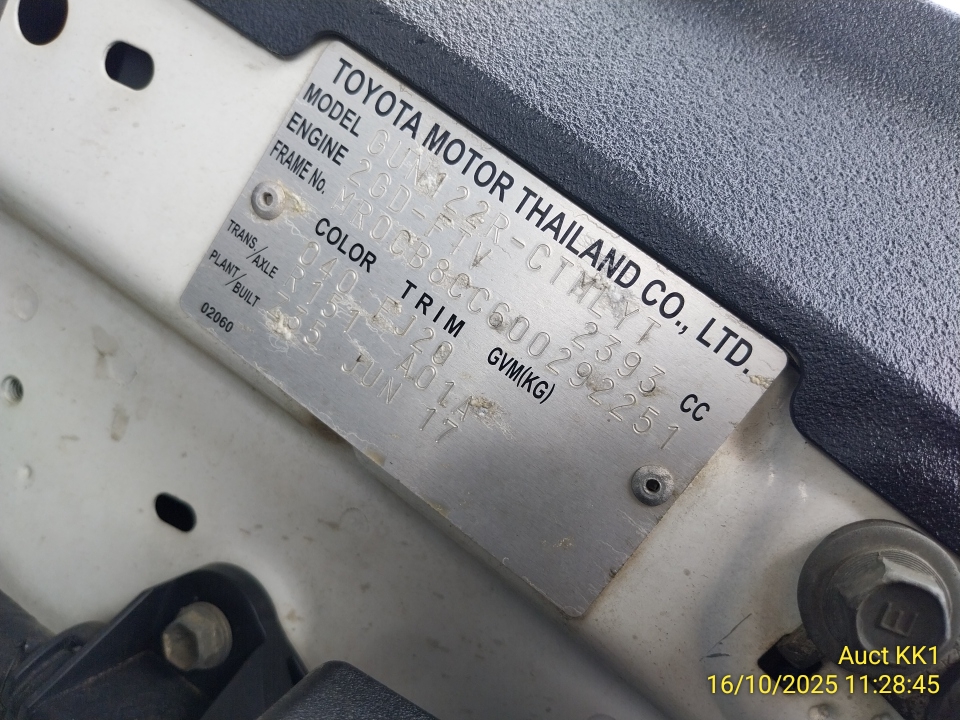 TOYOTA MOTOR THAILAND CO., LTD.
MODEL GUN122R-CTMLYT
ENGINE 2GD-FTV 2393 CC
FRAME No. MR0CB8CC600292251
COLOR TRIM GVM(KG)
040 FJ20
TRANS./AXLE R151 A01A
PLANT/BUILT JUN 17
02060
Auct KK1
16/10/2025 11:28:45